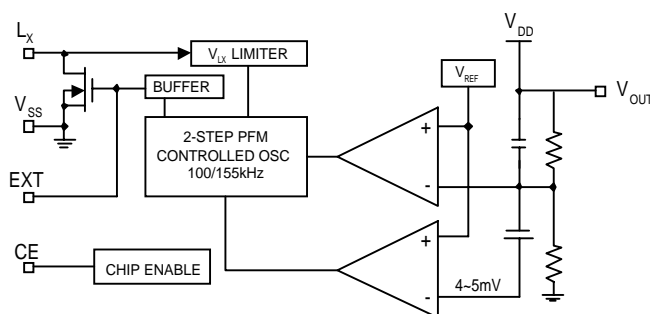 LX
VLX LIMITER
VDD
VREF
VOUT
BUFFER
VSS
+
-
2-STEP PFM
CONTROLLED OSC
100/155kHz
EXT
CE
CHIP ENABLE
+
-
4~5mV